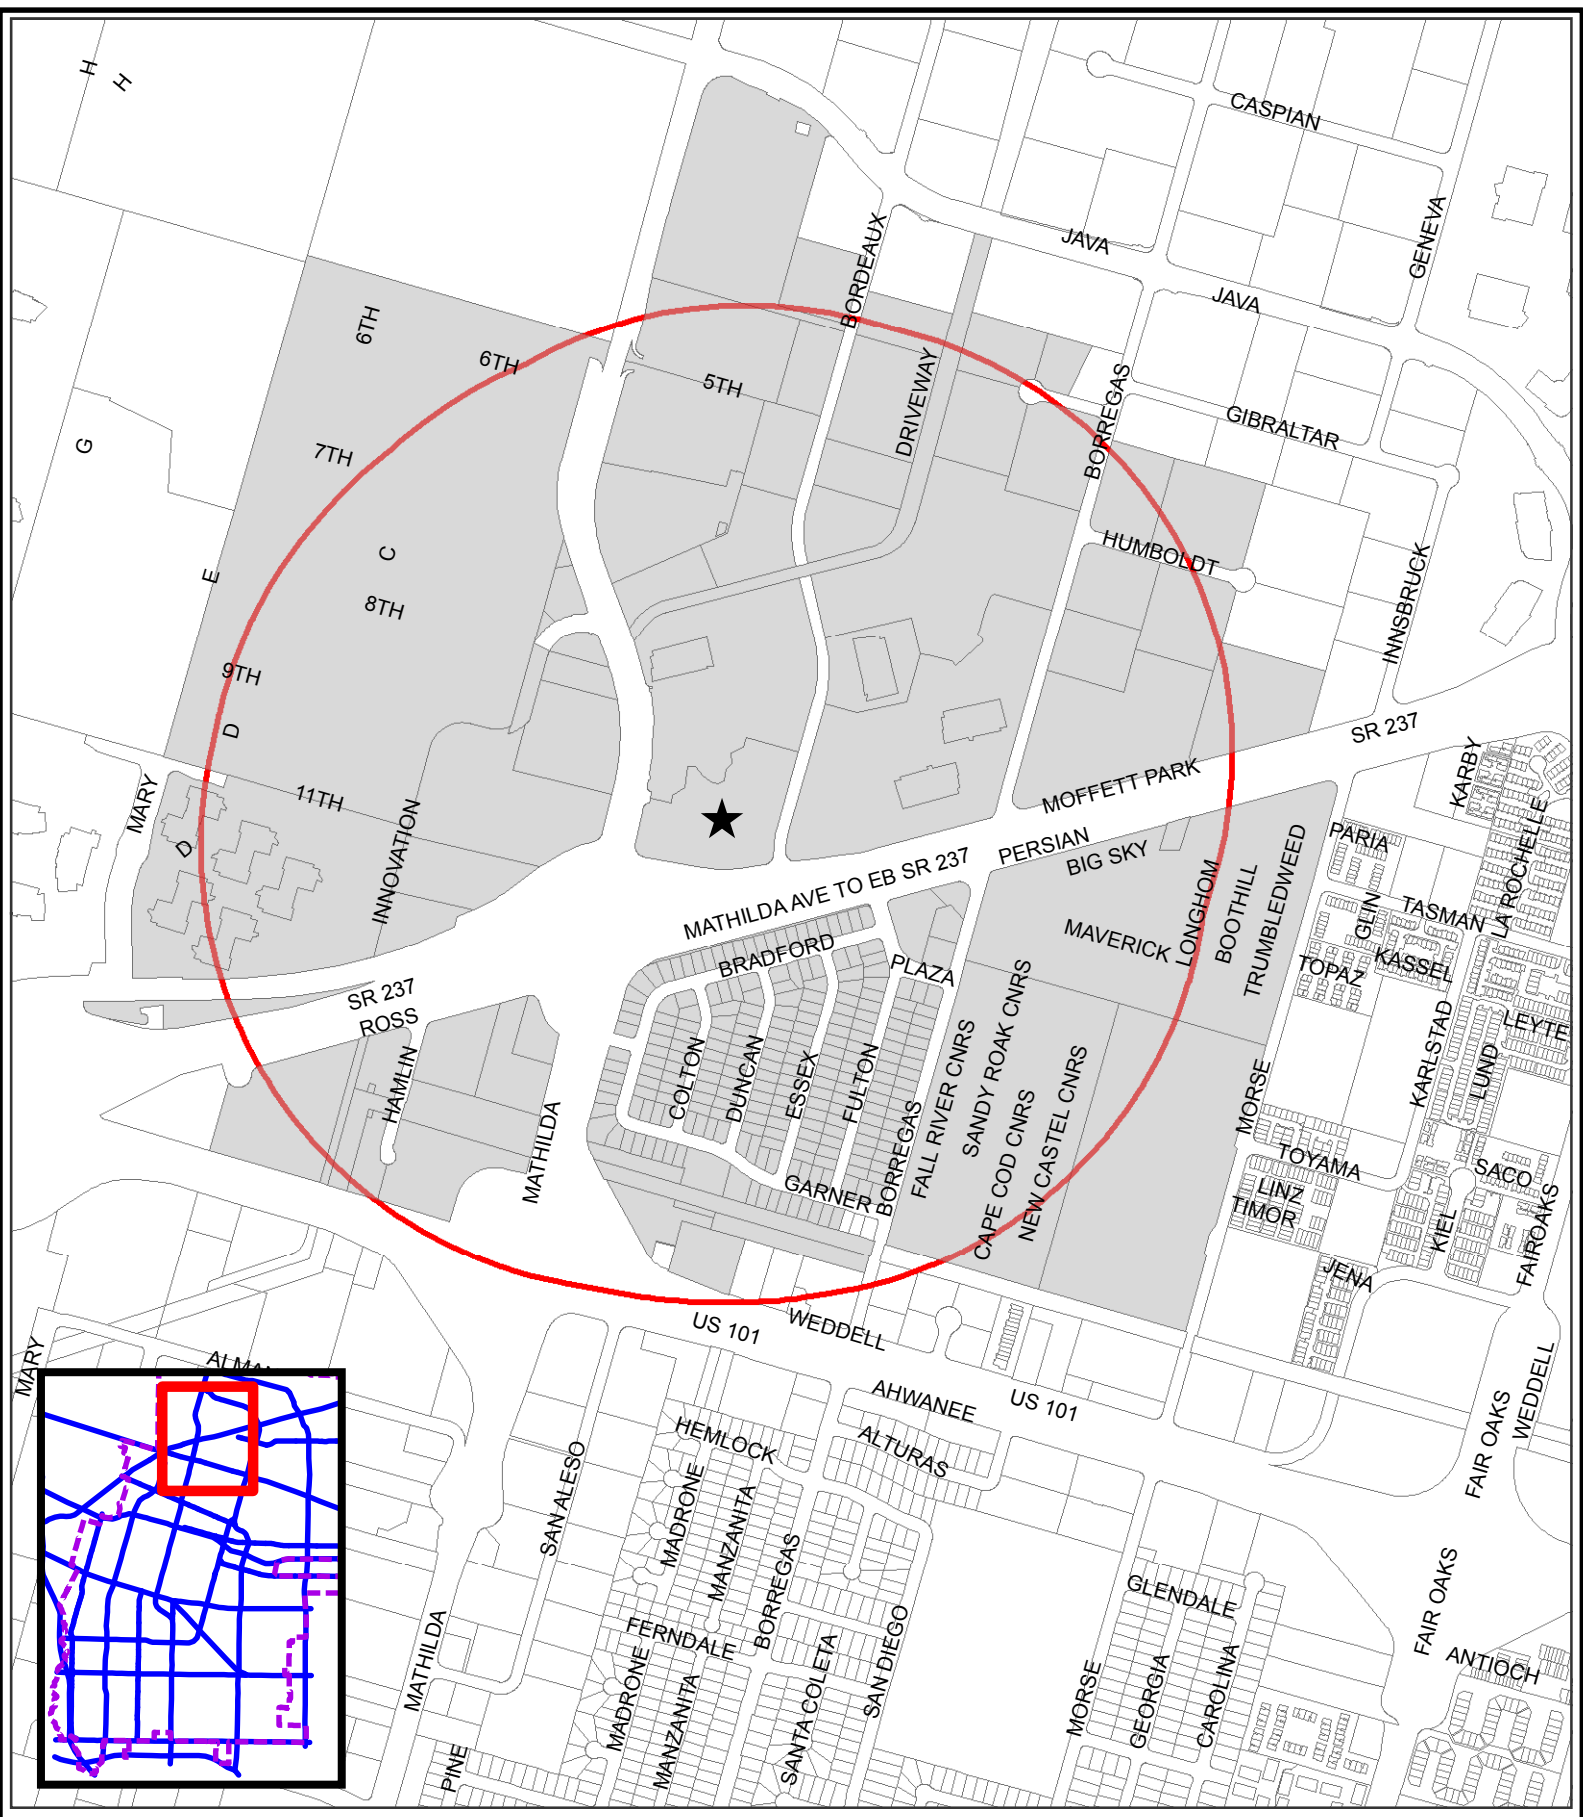 H
H
CASPIAN
GENEVA
BORDEAUX
JAVA
JAVA
6TH
6TH
5TH
DRIVEWAY
BORREGAS
GIBRALTAR
G
7TH
C
E
8TH
HUMBOLDT
INNSBRUCK
9TH
D
SR 237
MOFFETT PARK
KARBY
MARY
11TH
D
INNOVATION
PERSIAN
BIG SKY
MATHILDA AVE TO EB SR 237
PARIA
LA ROCHELLE
LONGHOM
BOOTHILL
TRUMBLEDWEED
GLIN
TASMAN
MAVERICK
BRADFORD
PLAZA
TOPAZ
KASSEL
SR 237
ROSS
LEYTE
HAMLIN
COLTON
DUNCAN
ESSEX
FULTON
FALL RIVER CNRS
SANDY ROAK CNRS
CAPE COD CNRS
NEW CASTEL CNRS
MORSE
KARLSTAD
LUND
MATHILDA
BORREGAS
GARNER
TOYAMA
SACO
LINZ
TIMOR
KIEL
FAIROAKS
JENA
US 101
WEDDELL
MARY
ALMAN
AHWANEE
US 101
WEDDELL
FAIR OAKS
HEMLOCK
ALTURAS
SAN ALESO
MADRONE
MANZANITA
BORREGAS
GLENDALE
FAIR OAKS
FERNDALE
ANTIOCH
MATHILDA
MADRONE
MANZANITA
SANTA COLETA
SAN DIEGO
MORSE
GEORGIA
CAROLINA
PINE